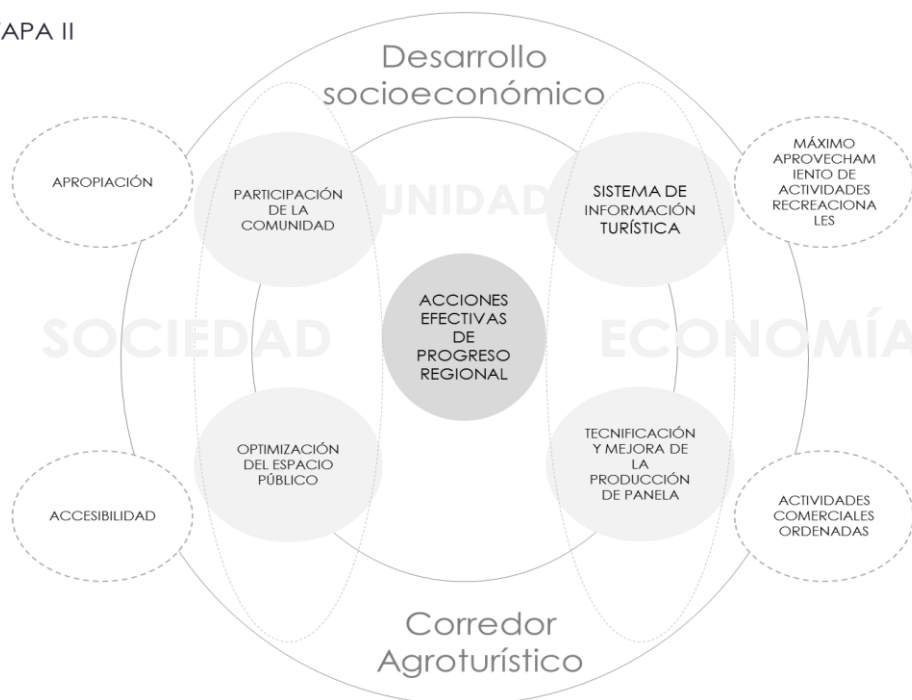 TAPA II
Desarrollo
socioeconómico
APROPIACIÓN
PARTICIPACIÓN
DE LA
COMUNIDAD
UNIDAD
SISTEMA DE
INFORMACIÓN
TURÍSTICA
MÁXIMO
APROVECHAM
IENTO DE
ACTIVIDADES
RECREACIONA
LES
ACCIONES
EFECTIVAS
DE
PROGRESO
REGIONAL
SOCIEDAD
ECONOMÍA
ACCESIBILIDAD
OPTIMIZACIÓN
DEL ESPACIO
PÚBLICO
TECNIFICACIÓN
Y MEJORA DE
LA
PRODUCCIÓN
DE PANELA
ACTIVIDADES
COMERCIALES
ORDENADAS
Corredor
Agroturístico